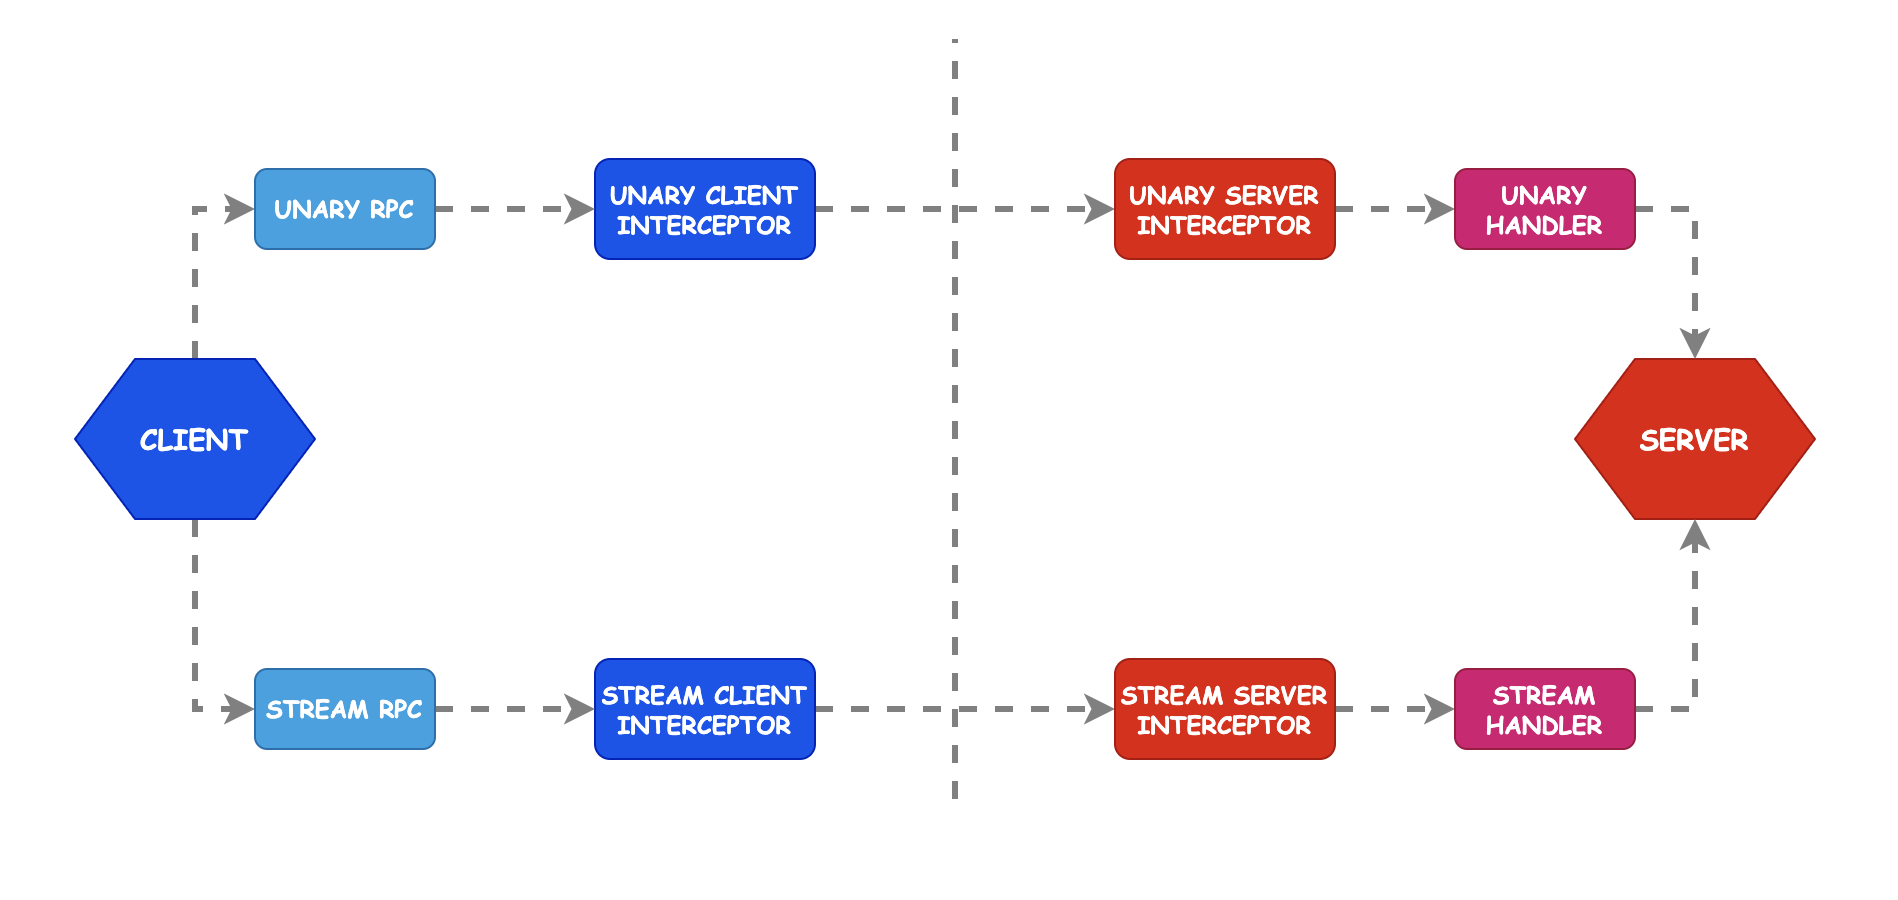 UNARY RPC
UNARY CLIENT
INTERCEPTOR
UNARY SERVER
INTERCEPTOR
UNARY
HANDLER
CLIENT
SERVER
STREAM RPC
STREAM CLIENT
INTERCEPTOR
STREAM SERVER
INTERCEPTOR
STREAM
HANDLER